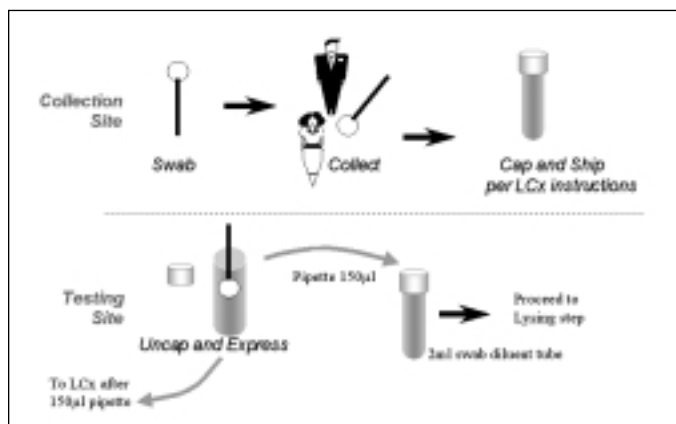 Collection
Site
Swab
Collect
Cap and Ship
per LCx instructions
Pipette 150µl
Testing
Site
Uncap and Express
Proceed to
Lysing step
2ml swab diluent tube
To LCx after
150µl pipette